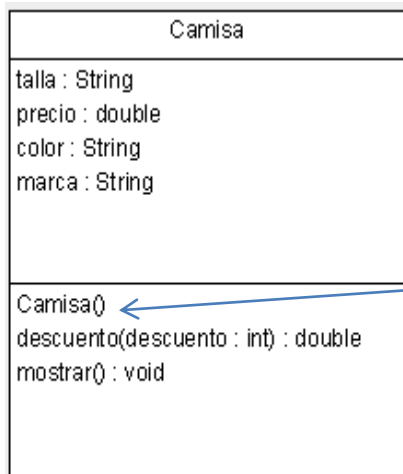 Camisa
talla : String
precio : double
color : String
marca : String
Camisa()
descuento(descuento : int) : double
mostrar() : void